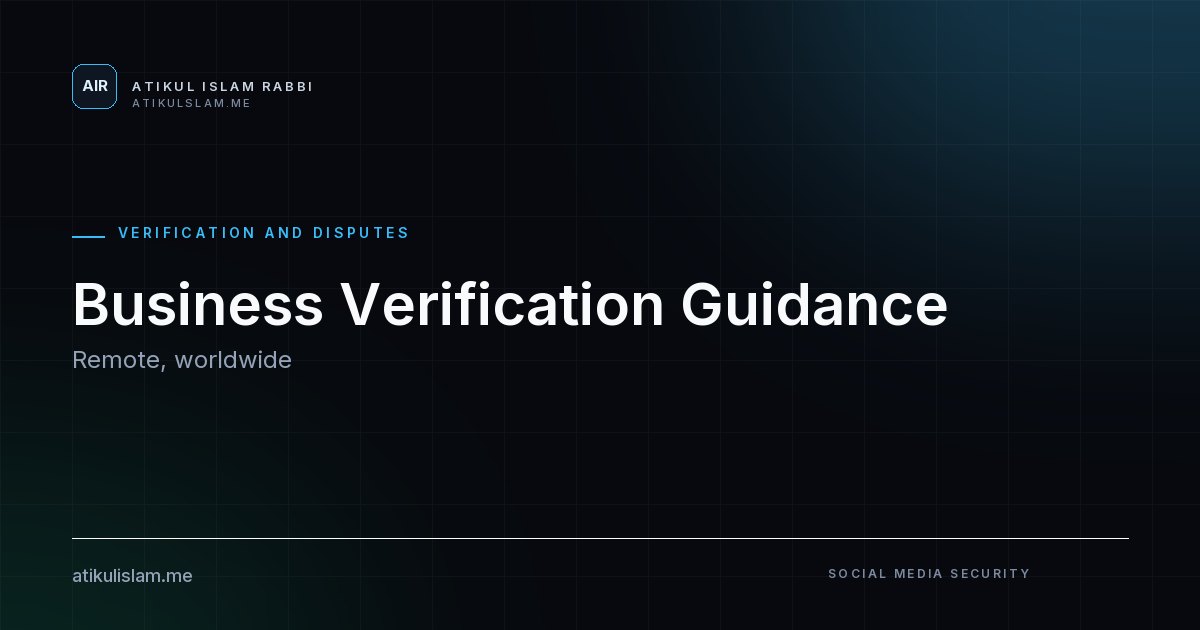 AIR
ATIKUL ISLAM RABBI
ATIKULSLAM.ME
VERIFICATION AND DISPUTES
Business Verification Guidance
Remote, worldwide
atikulislam.me
SOCIAL MEDIA SECURITY